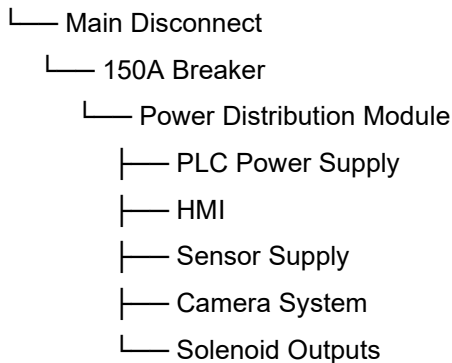 └── Main Disconnect
└── 150A Breaker
└── Power Distribution Module
├── PLC Power Supply
├── HMI
├── Sensor Supply
├── Camera System
└── Solenoid Outputs